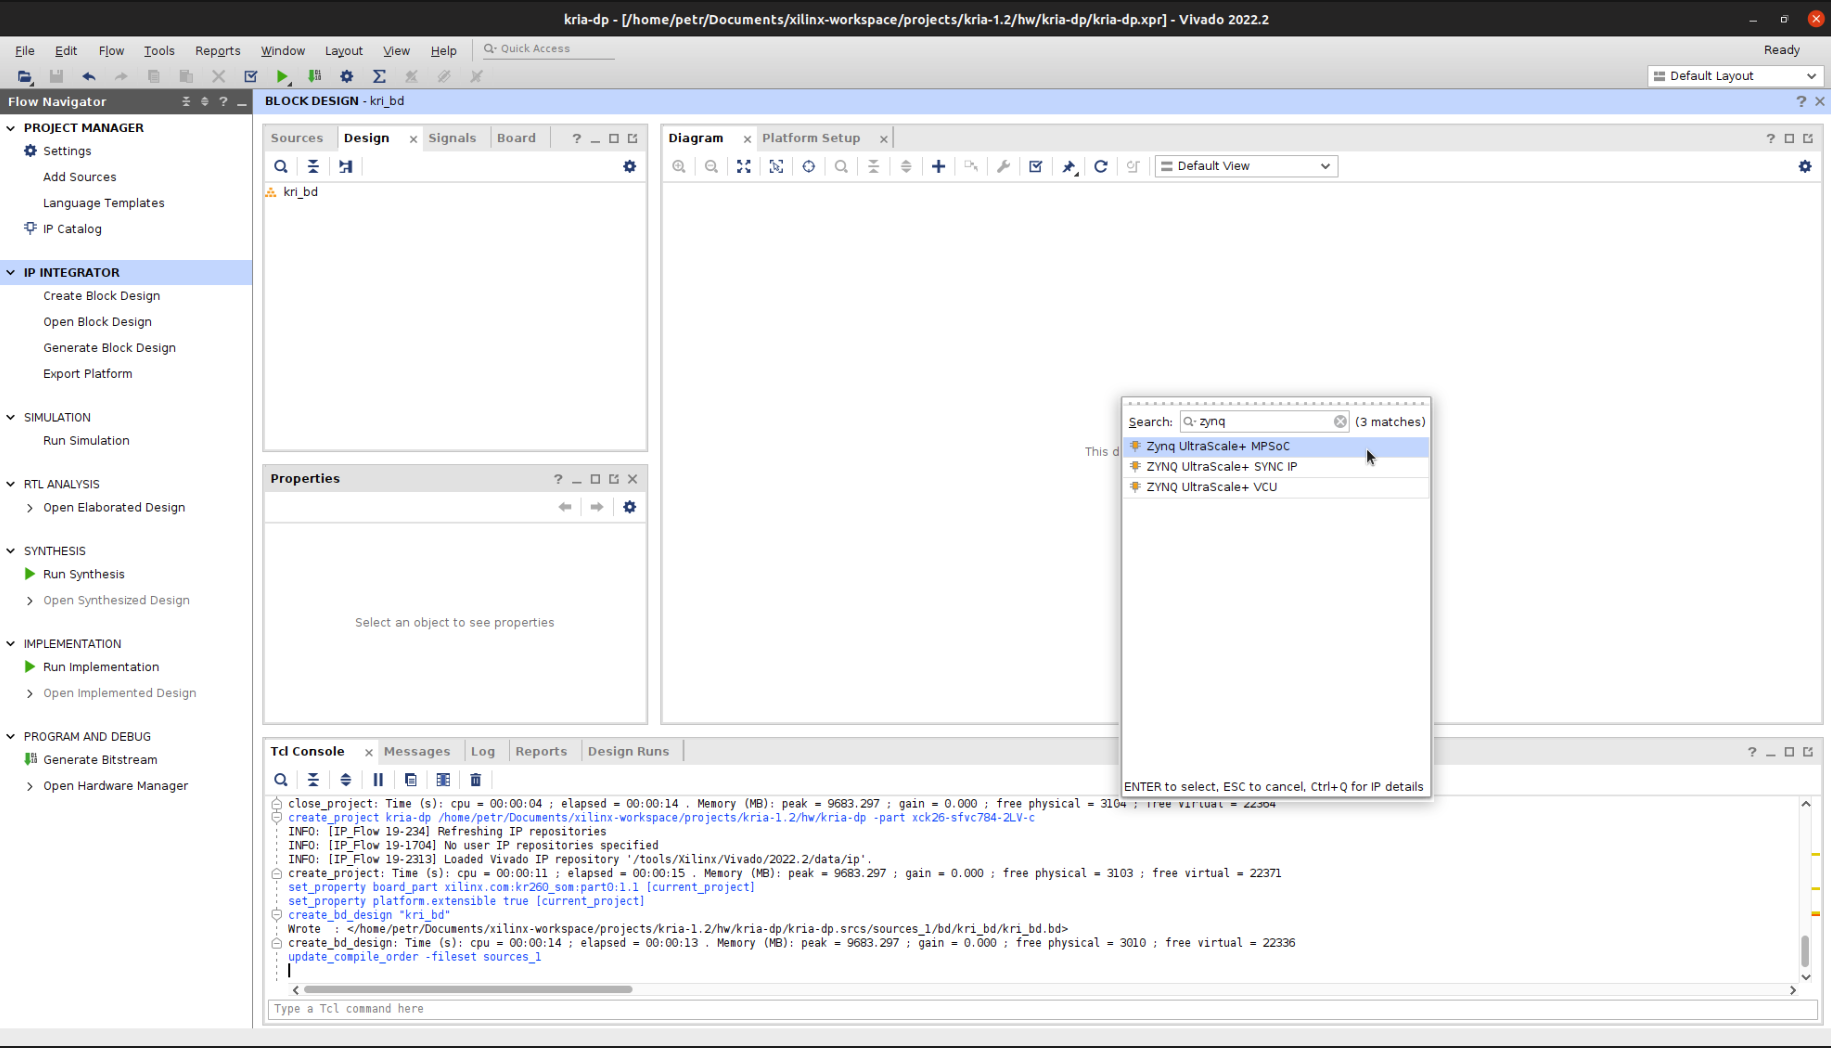 kria-dp - [/home/petr/Documents/xilinx-workspace/projects/kria-1.2/hw/kria-dp/kria-dp.xpr] - Vivado 2022.2
File Edit Flow Tools Reports Window Layout View Help Quick Access Ready
Default Layout
Flow Navigator
PROJECT MANAGER
Settings
Add Sources
Language Templates
IP Catalog
IP INTEGRATOR
Create Block Design
Open Block Design
Generate Block Design
Export Platform
SIMULATION
Run Simulation
RTL ANALYSIS
Open Elaborated Design
SYNTHESIS
Run Synthesis
Open Synthesized Design
IMPLEMENTATION
Run Implementation
Open Implemented Design
PROGRAM AND DEBUG
Generate Bitstream
Open Hardware Manager
BLOCK DESIGN - kri_bd
Sources Design Signals Board
kri_bd
Properties
Select an object to see properties
Diagram Platform Setup
Default View
This d
Search: zynq (3 matches)
Zynq UltraScale+ MPSoC
ZYNQ UltraScale+ SYNC IP
ZYNQ UltraScale+ VCU
ENTER to select, ESC to cancel, Ctrl+Q for IP details
Tcl Console Messages Log Reports Design Runs
close_project: Time (s): cpu = 00:00:04 ; elapsed = 00:00:14 . Memory (MB): peak = 9683.297 ; gain = 0.000 ; free physical = 3104 ; free virtual = 22364
create_project kria-dp /home/petr/Documents/xilinx-workspace/projects/kria-1.2/hw/kria-dp -part xck26-sfvc784-2LV-c
INFO: [IP_Flow 19-234] Refreshing IP repositories
INFO: [IP_Flow 19-1704] No user IP repositories specified
INFO: [IP_Flow 19-2313] Loaded Vivado IP repository '/tools/Xilinx/Vivado/2022.2/data/ip'.
create_project: Time (s): cpu = 00:00:11 ; elapsed = 00:00:15 . Memory (MB): peak = 9683.297 ; gain = 0.000 ; free physical = 3103 ; free virtual = 22371
set_property board_part xilinx.com:kr260_som:part0:1.1 [current_project]
set_property platform.extensible true [current_project]
create_bd_design "kri_bd"
Wrote : </home/petr/Documents/xilinx-workspace/projects/kria-1.2/hw/kria-dp/kria-dp.srcs/sources_1/bd/kri_bd/kri_bd.bd>
create_bd_design: Time (s): cpu = 00:00:14 ; elapsed = 00:00:13 . Memory (MB): peak = 9683.297 ; gain = 0.000 ; free physical = 3010 ; free virtual = 22336
update_compile_order -fileset sources_1
Type a Tcl command here